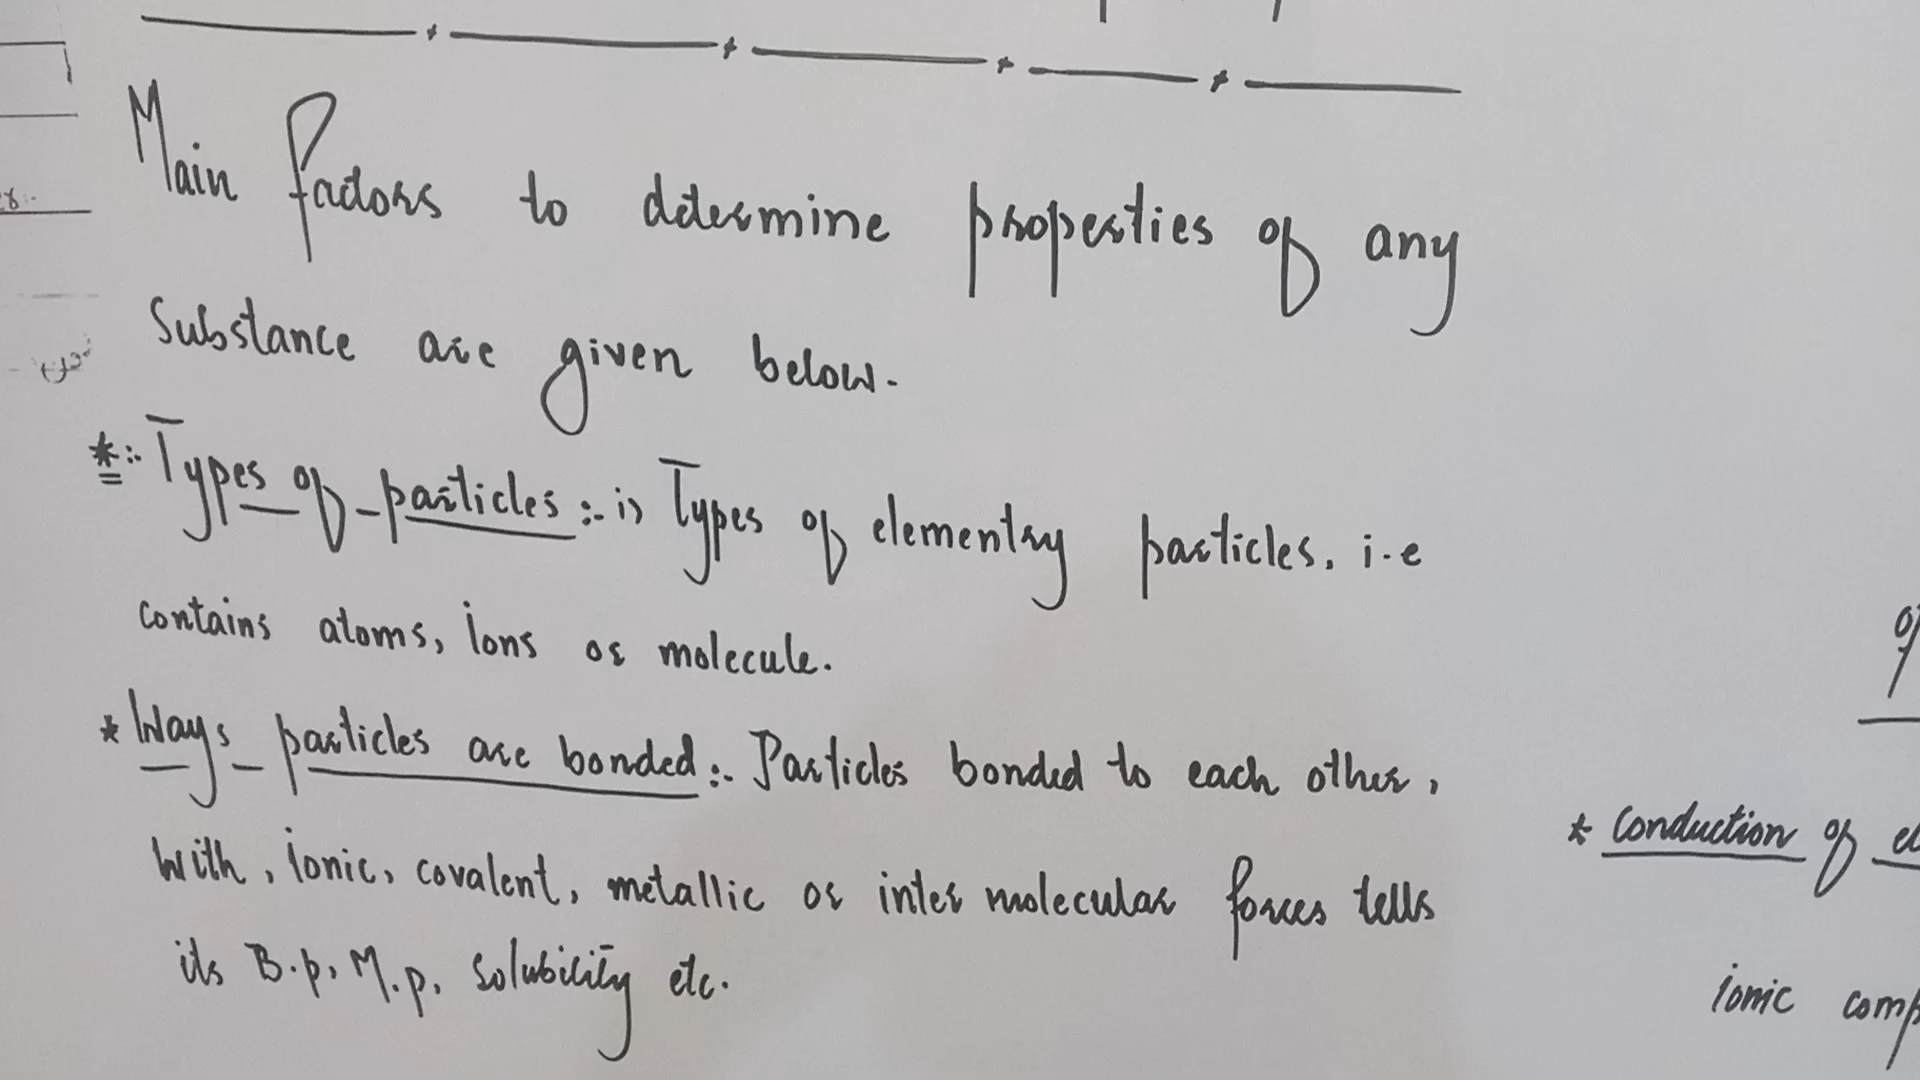 Main factors to determine properties of any
substance are given below.
*:- Types of particles :- is Types of elementry particles. i.e
contains atoms, ions or molecule.
* Ways particles are bonded :- Particles bonded to each other,
with, ionic, covalent, metallic or inter molecular forces tells
its B.p, M.p, solubility etc.
* Conduction of
ionic